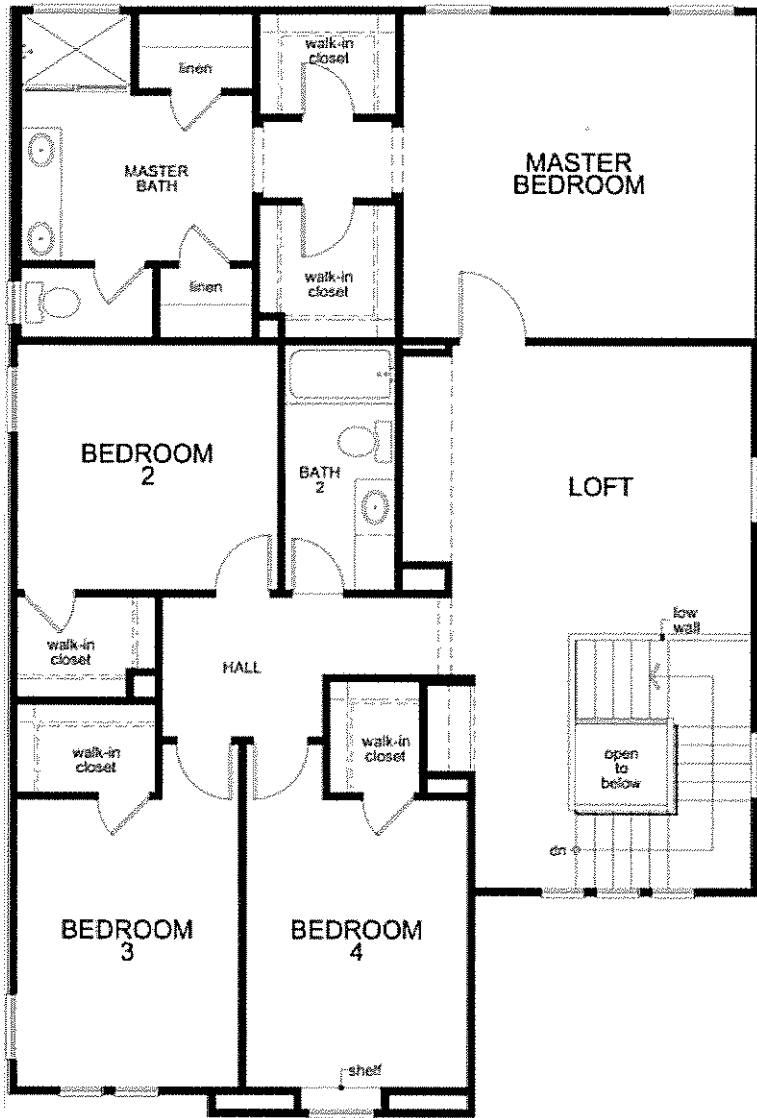 walk-in
closet
linen
MASTER
BATH
MASTER
BEDROOM
walk-in
closet
linen
BEDROOM
2
BATH
2
LOFT
low
wall
walk-in
closet
HALL
walk-in
closet
walk-in
closet
open
to
below
dn
BEDROOM
3
BEDROOM
4
shelf